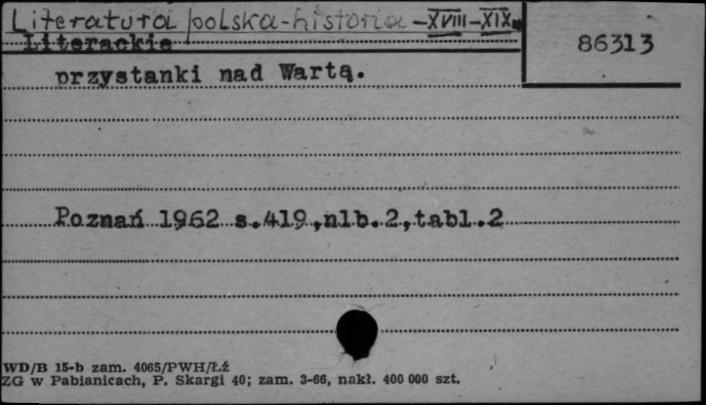 Literatura polska-historia-XVIII-XIX
86313
Literackie
przystanki nad Wartą.
Poznań 1962 s.419,nlb.2,tabl.2
WD/B 15-b zam. 4065/PWH/Łź
ZG w Pabianicach, P. Skargi 40; zam. 3-66, nakł. 400 000 szt.